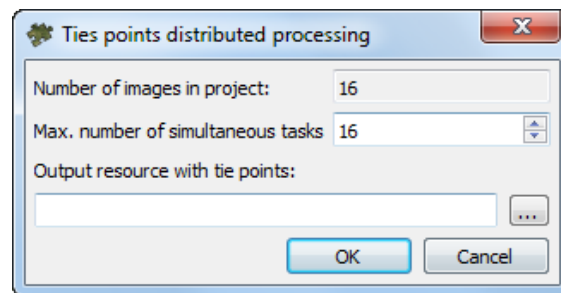 Ties points distributed processing
Number of images in project: 16
Max. number of simultaneous tasks 16
Output resource with tie points:
...
OK Cancel